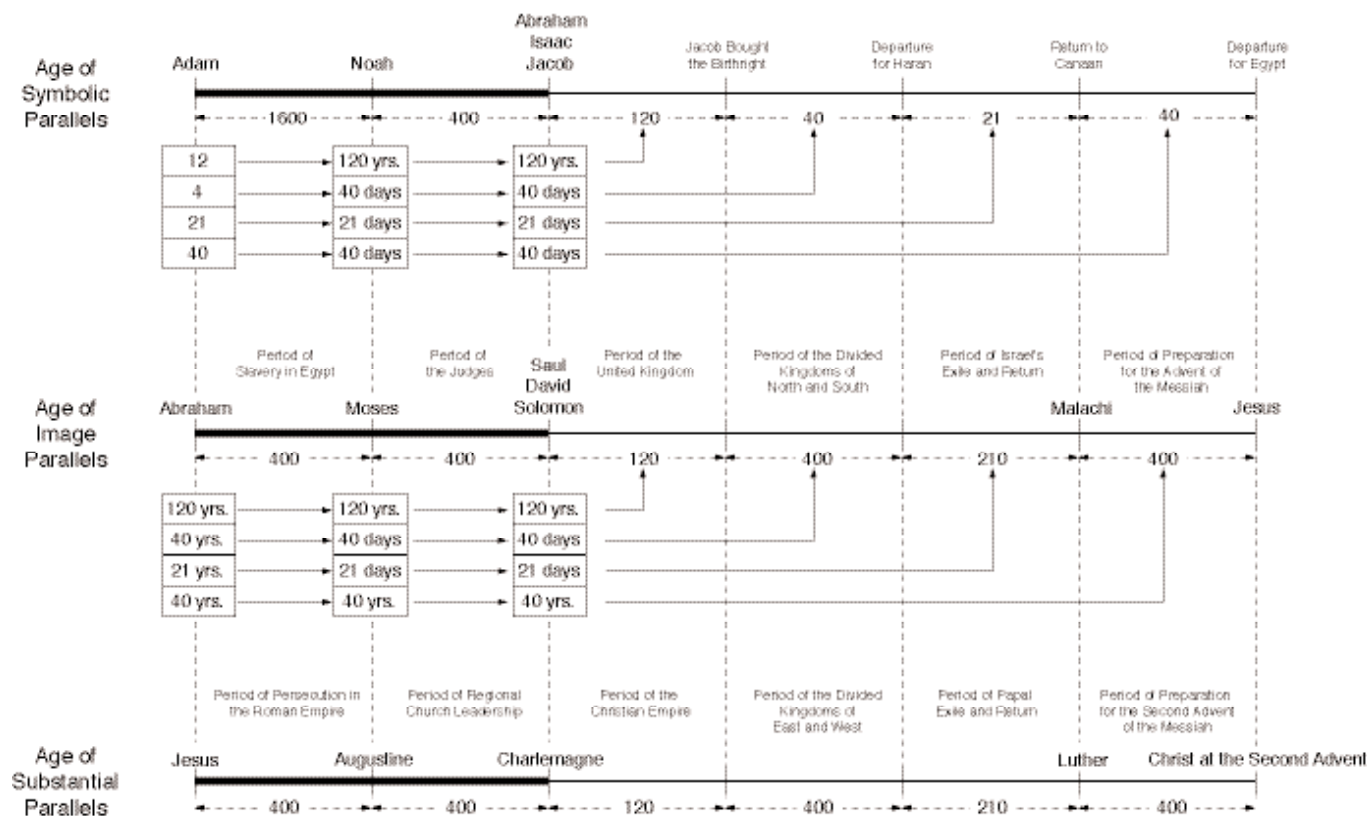 Abraham
Isaac
Jacob
Adam
Noah
Jacob Bought
the Birthright
Departure
for Haran
Return to
Canaan
Departure
for Egypt
Age of
Symbolic
Parallels
1600 400 120 40 21 40
12 120 yrs. 120 yrs.
4 40 days 40 days
21 21 days 21 days
40 40 days 40 days
Period of
Slavery in Egypt
Period of
the Judges
Saul
David
Solomon
Period of the
United Kingdom
Period of the Divided
Kingdoms of
North and South
Period of Israel's
Exile and Return
Period of Preparation
for the Advent of
the Messiah
Age of
Image
Parallels
Abraham
Moses
Malachi
Jesus
400 400 120 400 210 400
120 yrs. 120 yrs. 120 yrs.
40 yrs. 40 days 40 days
21 yrs. 21 days 21 days
40 yrs. 40 yrs. 40 yrs.
Period of Persecution in
the Roman Empire
Period of Regional
Church Leadership
Period of the
Christian Empire
Period of the Divided
Kingdoms of
East and West
Period of Papal
Exile and Return
Period of Preparation
for the Second Advent
of the Messiah
Age of
Substantial
Parallels
Jesus
Augustine
Charlemagne
Luther
Christ at the Second Advent
400 400 120 400 210 400